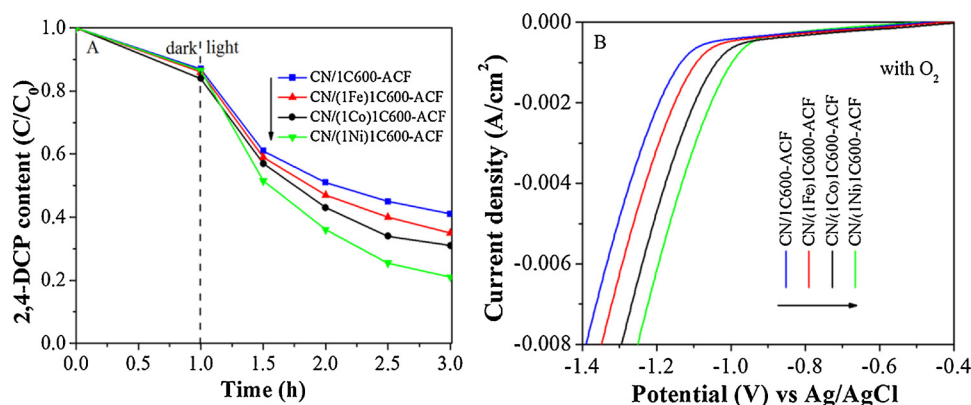 A
dark light
CN/1C600-ACF
CN/(1Fe)1C600-ACF
CN/(1Co)1C600-ACF
CN/(1Ni)1C600-ACF
2,4-DCP content (C/C0)
1.0
0.8
0.6
0.4
0.2
0.0
0.0 0.5 1.0 1.5 2.0 2.5 3.0
Time (h)
B
with O2
CN/1C600-ACF
CN/(1Fe)1C600-ACF
CN/(1Co)1C600-ACF
CN/(1Ni)1C600-ACF
Current density (A/cm²)
0.000
-0.002
-0.004
-0.006
-0.008
-1.4 -1.2 -1.0 -0.8 -0.6 -0.4
Potential (V) vs Ag/AgCl